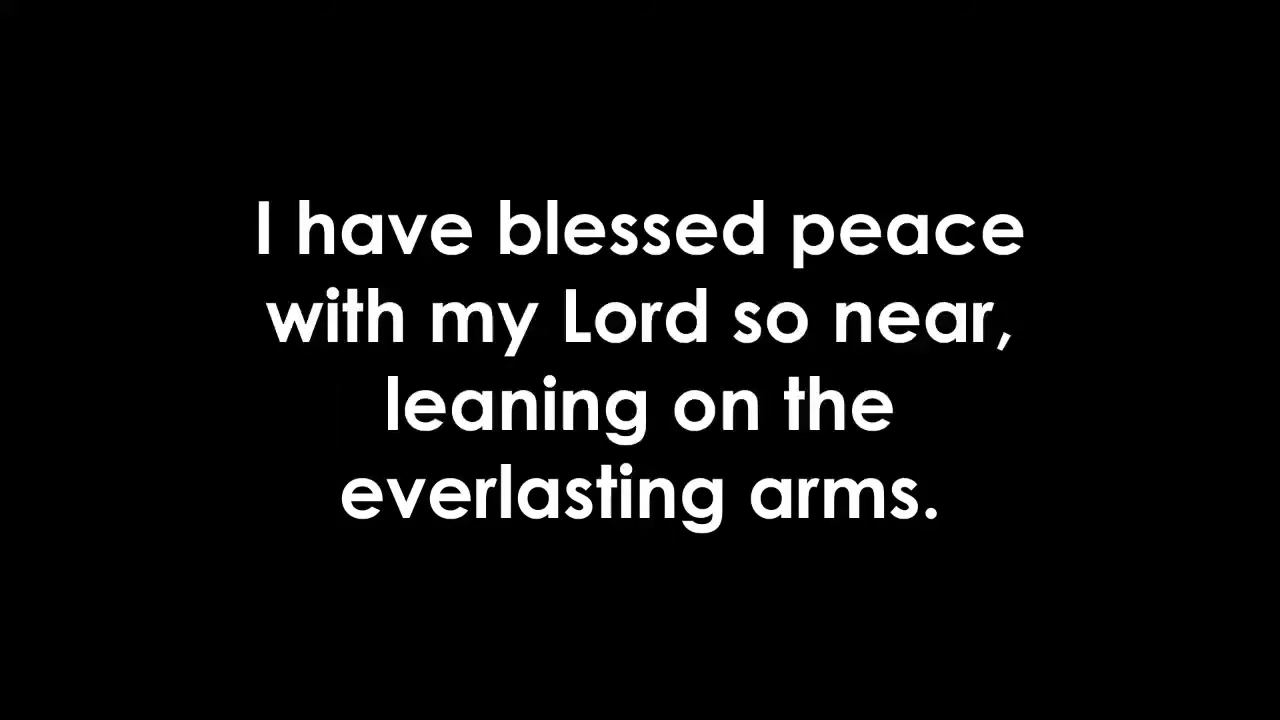 I have blessed peace
with my Lord so near,
leaning on the
everlasting arms.